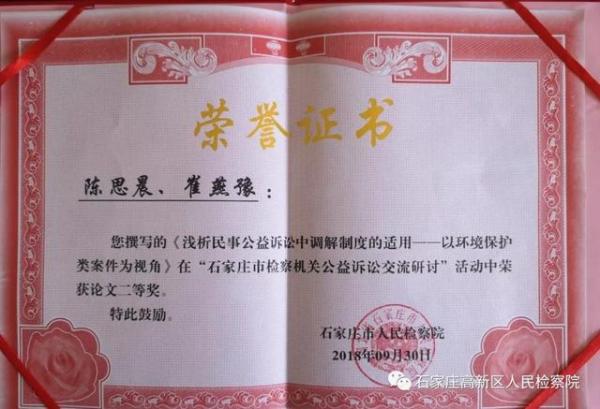 荣誉证书
陈思晨、崔燕豫：
您撰写的《浅析民事公益诉讼中调解制度的适用——以环境保护
类案件为视角》在“石家庄市检察机关公益诉讼交流研讨”活动中荣
获论文二等奖。
特此鼓励。
石家庄市人民检察院
2018年09月30日
石家庄高新区人民检察院